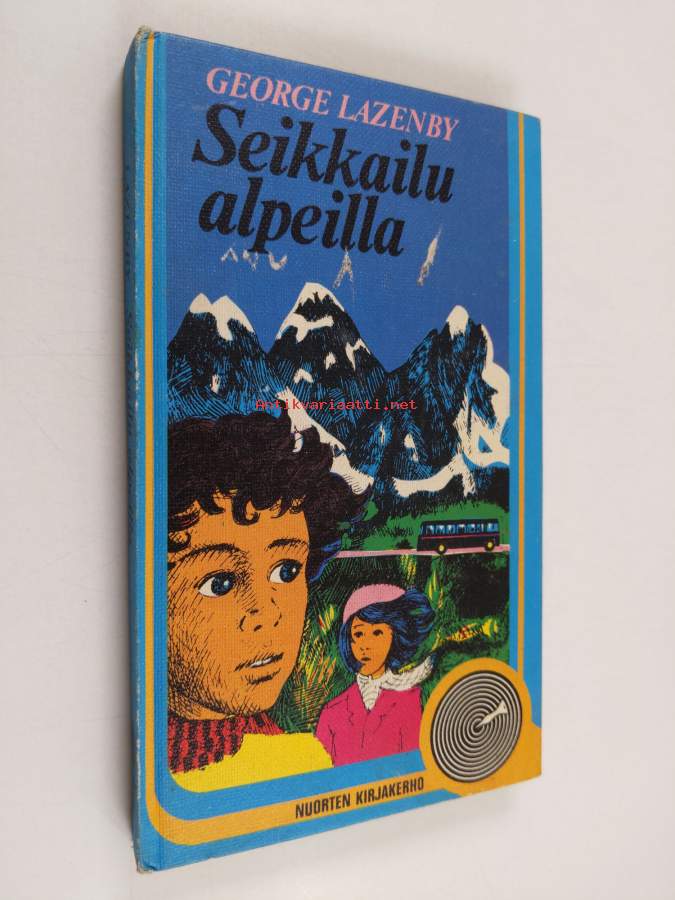 GEORGE LAZENBY
Seikkailu
alpeilla
Antikvariaatti.net
NUORTEN KIRJAKERHO